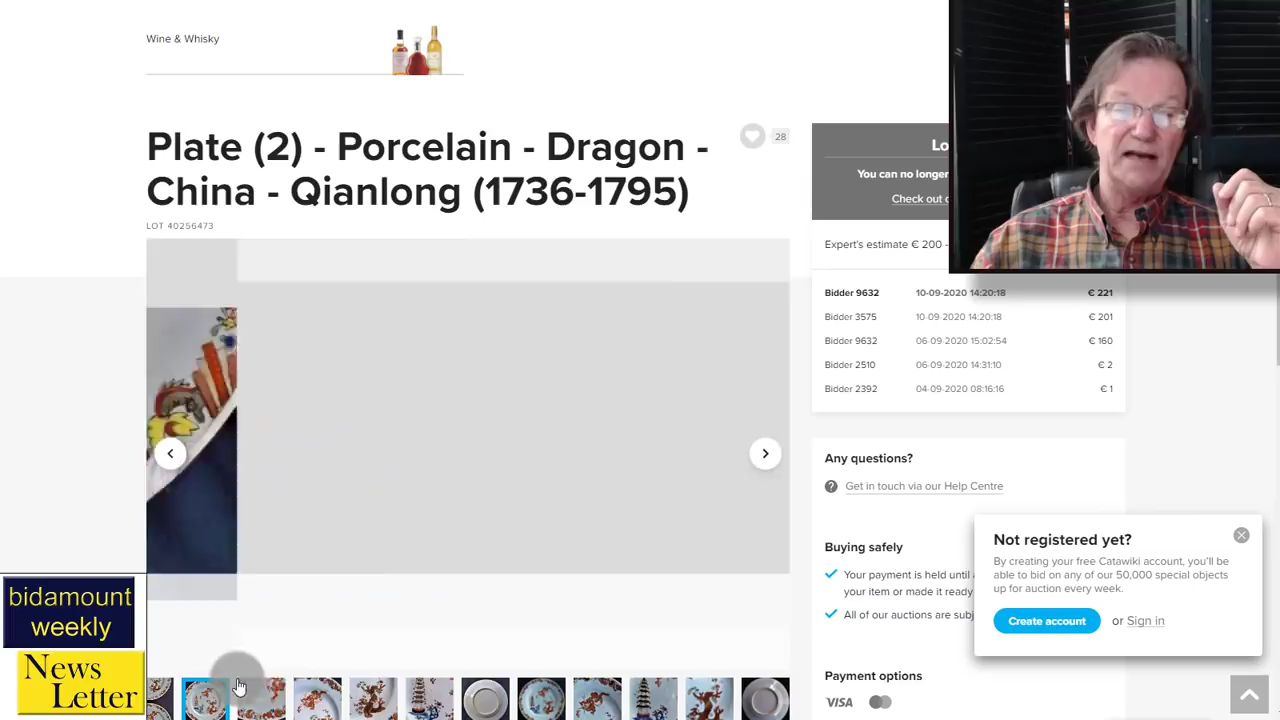 Wine & Whisky
Plate (2) - Porcelain - Dragon -
China - Qianlong (1736-1795)
28
LOT 40256473
You can no longer
Check out
Expert's estimate € 200 -
Bidder 9632 10-09-2020 14:20:18 € 221
Bidder 3575 10-09-2020 14:20:18 € 201
Bidder 9632 06-09-2020 15:02:54 € 160
Bidder 2510 06-09-2020 14:31:10 € 2
Bidder 2392 04-09-2020 08:16:16 € 1
Any questions?
Get in touch via our Help Centre
Buying safely
Your payment is held until
your item or made it ready
All of our auctions are
Payment options
VISA
Not registered yet?
By creating your free Catawiki account, you'll be
able to bid on any of our 50,000 special objects
up for auction every week.
Create account or Sign in
bidamount
weekly
News
Letter